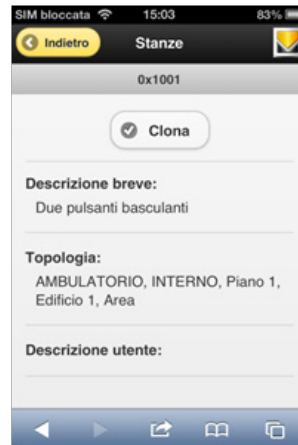 SIM bloccata 15:03 83%
Indietro Stanze
0x1001
Clona
Descrizione breve:
Due pulsanti basculanti
Topologia:
AMBULATORIO, INTERNO, Piano 1,
Edificio 1, Area
Descrizione utente: